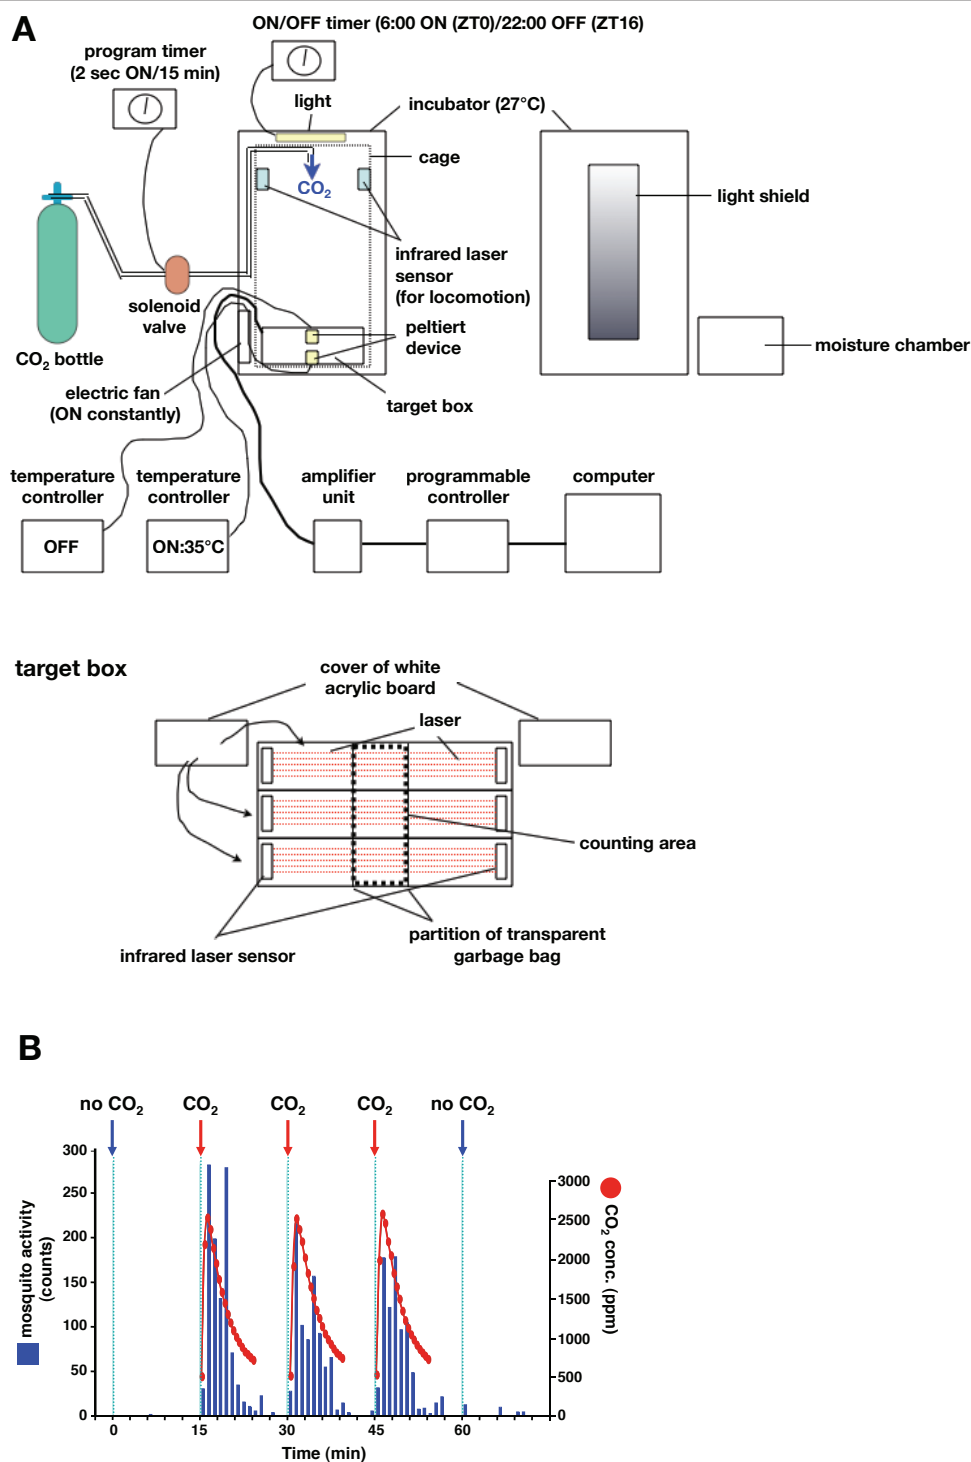 A
ON/OFF timer (6:00 ON (ZT0)/22:00 OFF (ZT16)
program timer
(2 sec ON/15 min)
light
incubator (27°C)
cage
CO2
light shield
infrared laser
sensor
(for locomotion)
solenoid
valve
peltiert
device
moisture chamber
CO2 bottle
electric fan
(ON constantly)
target box
temperature
controller
temperature
controller
amplifier
unit
programmable
controller
computer
OFF
ON:35°C
target box
cover of white
acrylic board
laser
counting area
partition of transparent
garbage bag
infrared laser sensor
B
no CO2
CO2
CO2
CO2
no CO2
300
250
200
150
100
50
0
mosquito activity
(counts)
3000
2500
2000
1500
1000
500
0
CO2 conc. (ppm)
0
15
30
45
60
Time (min)